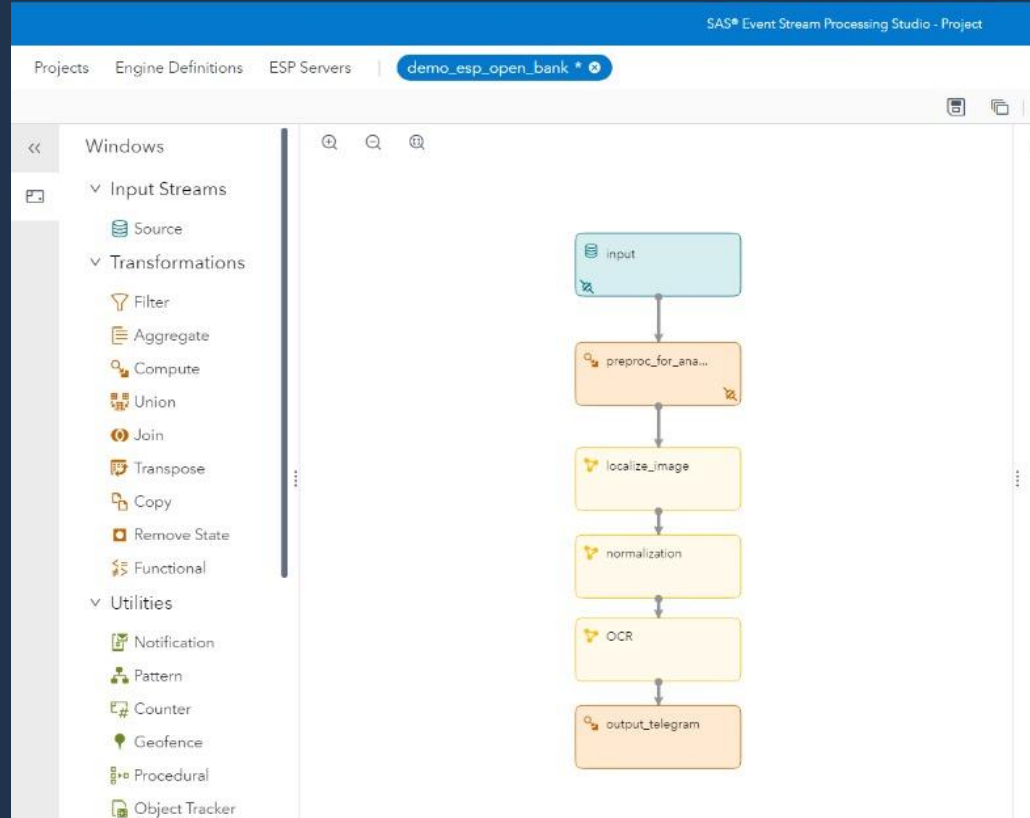 SAS® Event Stream Processing Studio - Project
Projects Engine Definitions ESP Servers demo_esp_open_bank *
Windows
Input Streams
Source
Transformations
Filter
Aggregate
Compute
Union
Join
Transpose
Copy
Remove State
Functional
Utilities
Notification
Pattern
Counter
Geofence
Procedural
Object Tracker
input
preproc_for_ana...
localize_image
normalization
OCR
output_telegram